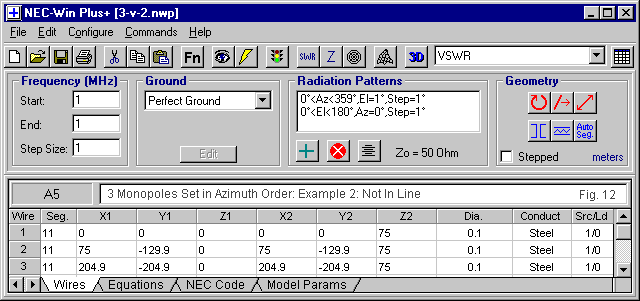 NEC-Win Plus+ [3-v-2.nwp]
File Edit Configure Commands Help
Fn SWR Z 3D VSWR
Frequency (MHz)
Start: 1
End: 1
Step Size: 1
Ground
Perfect Ground
Edit
Radiation Patterns
0°<Az<359°,El=1°,Step=1°
0°<El<180°,Az=0°,Step=1°
Zo = 50 Ohm
Geometry
Auto Seg.
Stepped meters
A5 3 Monopoles Set in Azimuth Order: Example 2: Not In Line Fig. 12
Wire Seg. X1 Y1 Z1 X2 Y2 Z2 Dia. Conduct Src/Ld
1 11 0 0 0 0 0 75 0.1 Steel 1/0
2 11 75 -129.9 0 75 -129.9 75 0.1 Steel 1/0
3 11 204.9 -204.9 0 204.9 -204.9 75 0.1 Steel 1/0
Wires Equations NEC Code Model Params